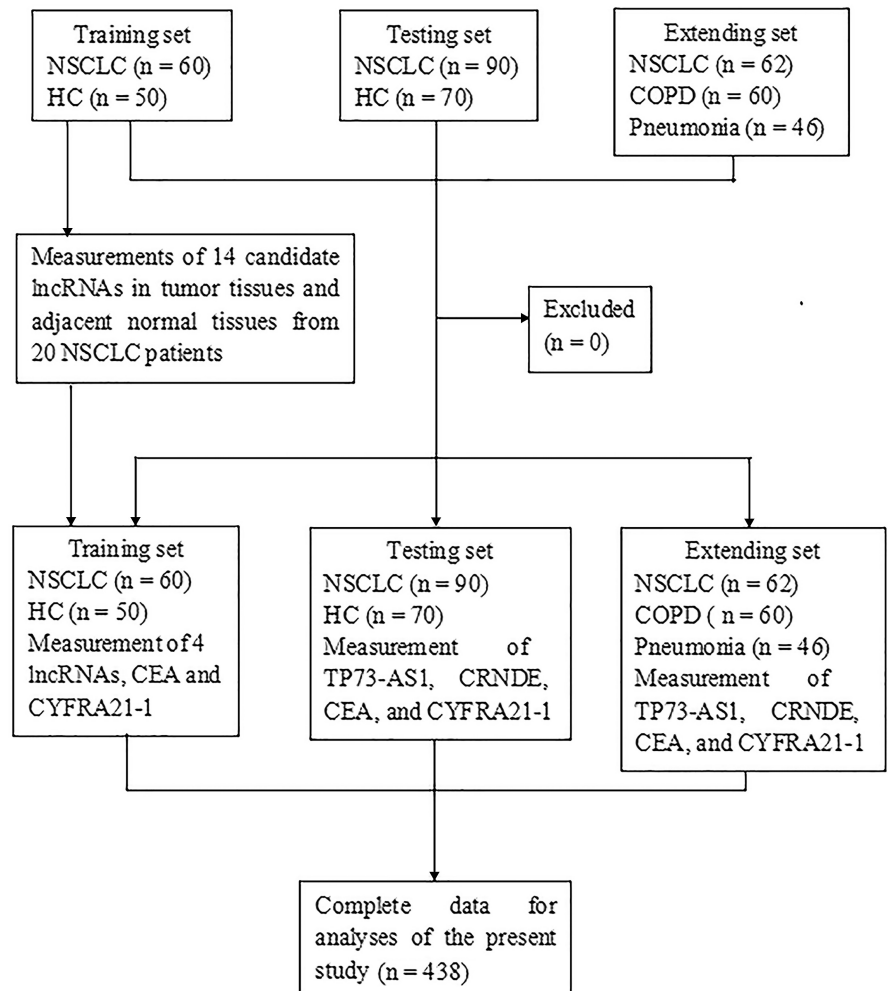 Training set
NSCLC (n = 60)
HC (n = 50)
Testing set
NSCLC (n = 90)
HC (n = 70)
Extending set
NSCLC (n = 62)
COPD (n = 60)
Pneumonia (n = 46)
Measurements of 14 candidate
lncRNAs in tumor tissues and
adjacent normal tissues from
20 NSCLC patients
Excluded
(n = 0)
Training set
NSCLC (n = 60)
HC (n = 50)
Measurement of 4
lncRNAs, CEA and
CYFRA21-1
Testing set
NSCLC (n = 90)
HC (n = 70)
Measurement of
TP73-AS1, CRNDE,
CEA, and CYFRA21-1
Extending set
NSCLC (n = 62)
COPD ( n = 60)
Pneumonia (n = 46)
Measurement of
TP73-AS1, CRNDE,
CEA, and CYFRA21-1
Complete data for
analyses of the present
study (n = 438)